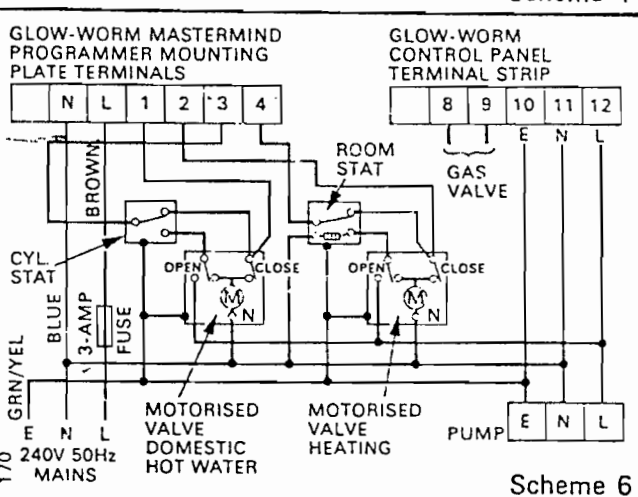 GLOW-WORM MASTERMIND
PROGRAMMER MOUNTING
PLATE TERMINALS
N L 1 2 3 4
GLOW-WORM
CONTROL PANEL
TERMINAL STRIP
8 9 10 11 12
E N L
GAS
VALVE
ROOM
STAT
BROWN
CYL.
STAT
OPEN
CLOSE
M
N
OPEN
CLOSE
M
N
BLUE
3-AMP
FUSE
GRN/YEL
E N L
240V 50Hz
MAINS
MOTORISED
VALVE
DOMESTIC
HOT WATER
MOTORISED
VALVE
HEATING
PUMP
E N L
Scheme 6